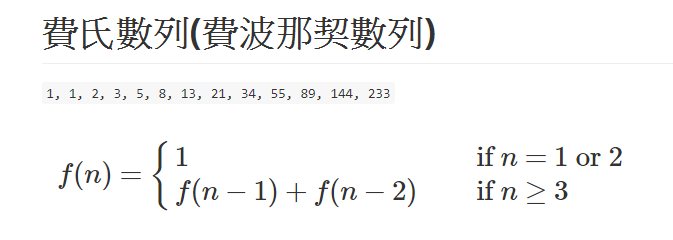 費氏數列(費波那契數列)
1, 1, 2, 3, 5, 8, 13, 21, 34, 55, 89, 144, 233
f(n) = { 1 if n = 1 or 2
f(n − 1) + f(n − 2) if n ≥ 3